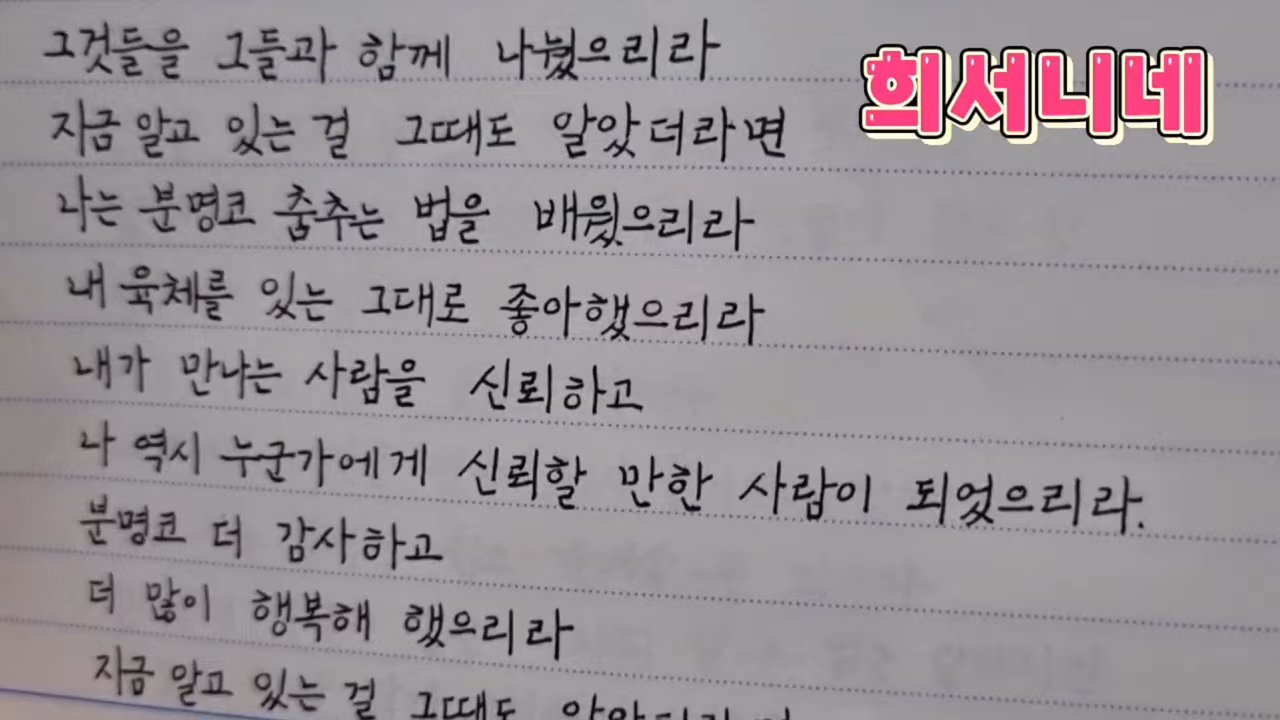 희서니네
그것들을 그들과 함께 나눴으리라
지금 알고 있는 걸 그때도 알았더라면
나는 분명코 춤추는 법을 배웠으리라
내 육체를 있는 그대로 좋아했으리라
내가 만나는 사람을 신뢰하고
나 역시 누군가에게 신뢰할 만한 사람이 되었으리라.
분명코 더 감사하고
더 많이 행복해 했으리라
지금 알고 있는 걸 그때도